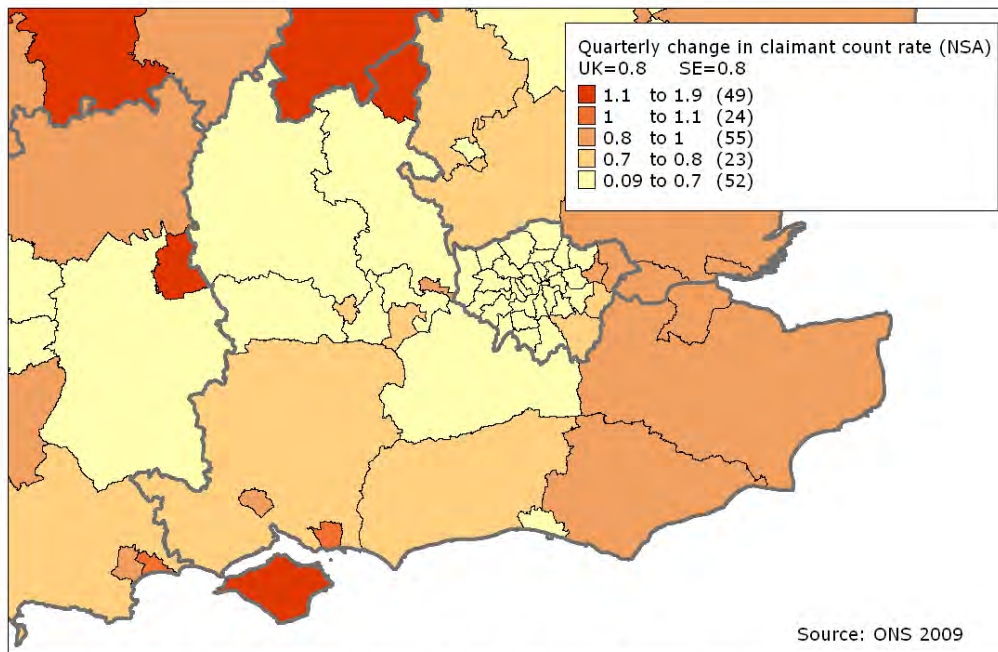 Quarterly change in claimant count rate (NSA)
UK=0.8 SE=0.8
1.1 to 1.9 (49)
1 to 1.1 (24)
0.8 to 1 (55)
0.7 to 0.8 (23)
0.09 to 0.7 (52)
Source: ONS 2009